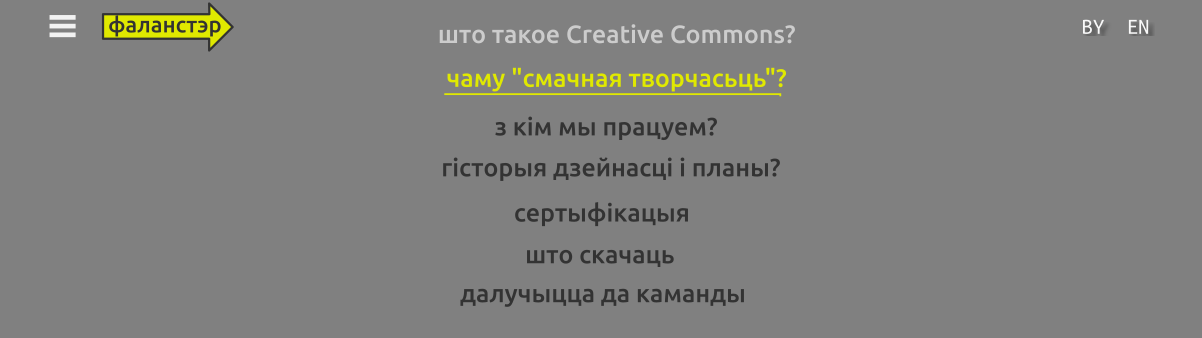 фаланстэр
BY EN
што такое Creative Commons?
чаму "смачная творчасьць"?
з кім мы працуем?
гісторыя дзейнасці і планы?
сертыфікацыя
што скачаць
далучыцца да каманды